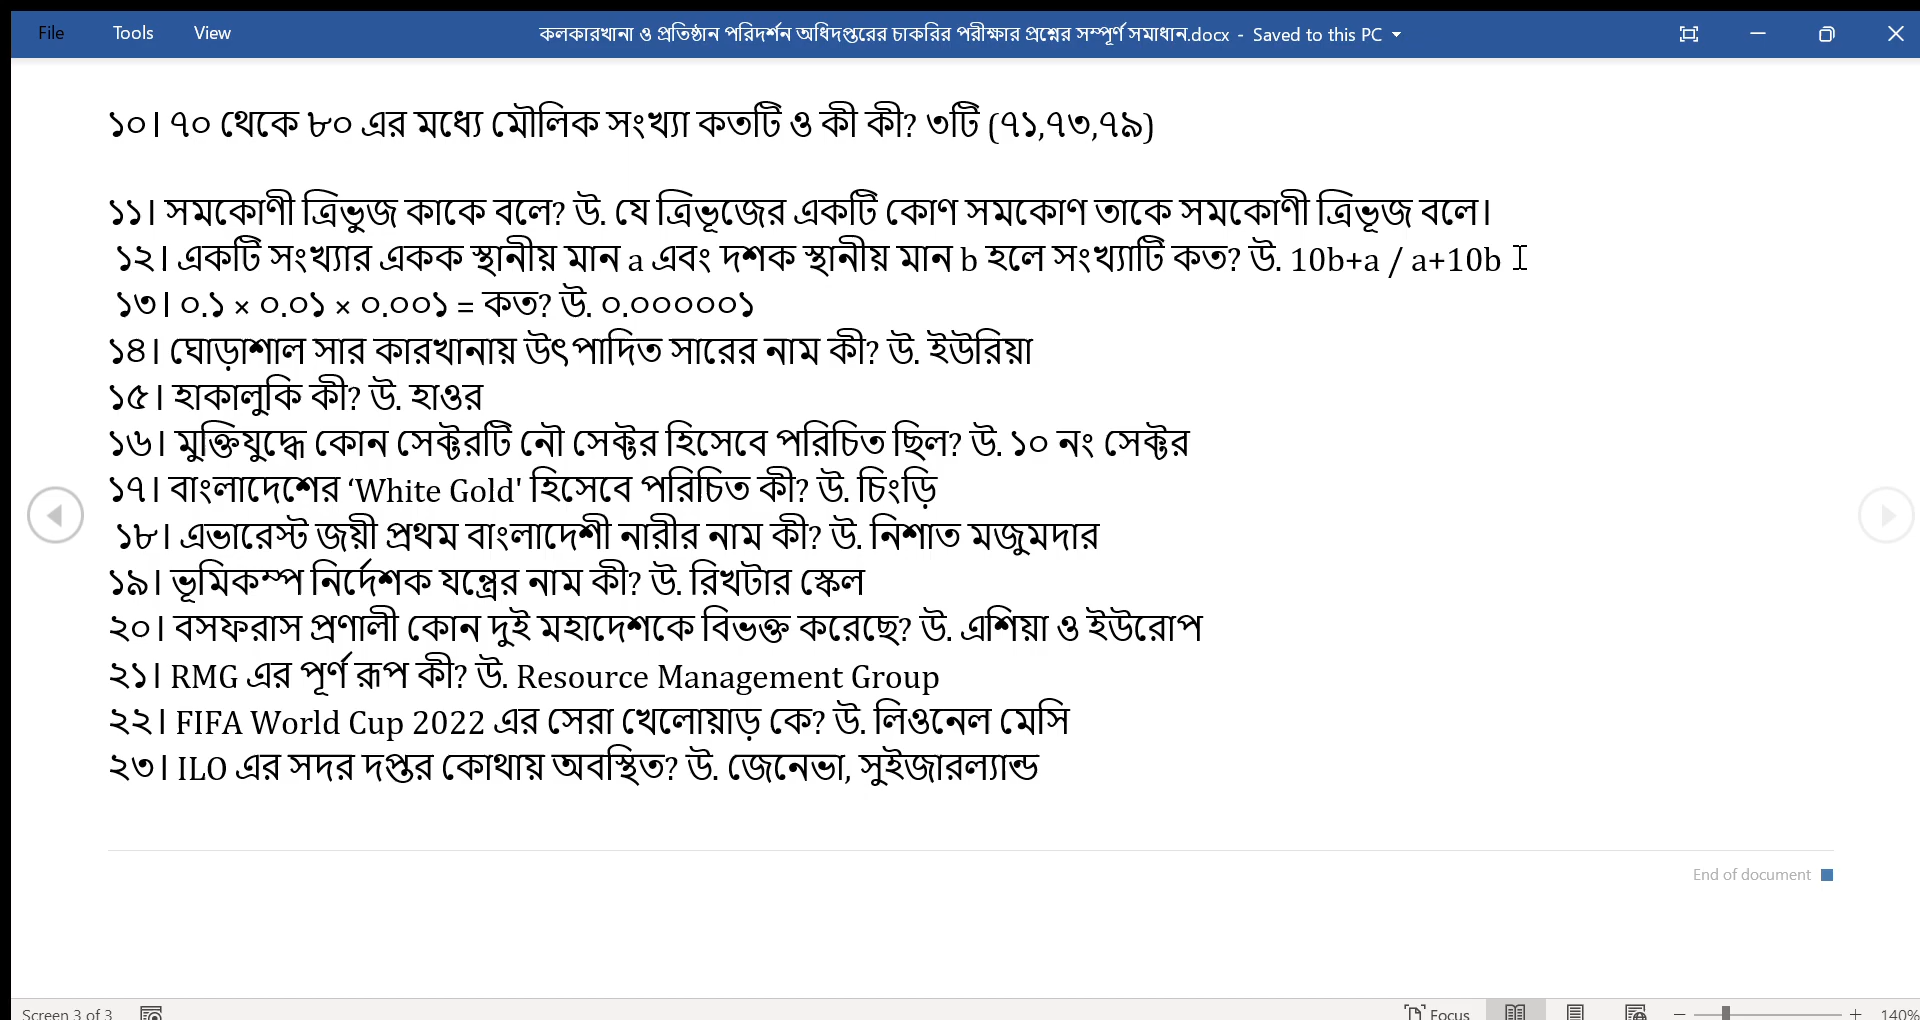 File Tools View কলকারখানা ও প্রতিষ্ঠান পরিদর্শন অধিদপ্তরের চাকরির পরীক্ষার প্রশ্নের সম্পূর্ণ সমাধান.docx - Saved to this PC
১০। ৭০ থেকে ৮০ এর মধ্যে মৌলিক সংখ্যা কতটি ও কী কী? ৩টি (৭১,৭৩,৭৯)
১১। সমকোণী ত্রিভুজ কাকে বলে? উ. যে ত্রিভূজের একটি কোণ সমকোণ তাকে সমকোণী ত্রিভূজ বলে।
১২। একটি সংখ্যার একক স্থানীয় মান a এবং দশক স্থানীয় মান b হলে সংখ্যাটি কত? উ. 10b+a / a+10b
১৩। ০.১ × ০.০১ × ০.০০১ = কত? উ. ০.০০০০০১
১৪। ঘোড়াশাল সার কারখানায় উৎপাদিত সারের নাম কী? উ. ইউরিয়া
১৫। হাকালুকি কী? উ. হাওর
১৬। মুক্তিযুদ্ধে কোন সেক্টরটি নৌ সেক্টর হিসেবে পরিচিত ছিল? উ. ১০ নং সেক্টর
১৭। বাংলাদেশের ‘White Gold' হিসেবে পরিচিত কী? উ. চিংড়ি
১৮। এভারেস্ট জয়ী প্রথম বাংলাদেশী নারীর নাম কী? উ. নিশাত মজুমদার
১৯। ভূমিকম্প নির্দেশক যন্ত্রের নাম কী? উ. রিখটার স্কেল
২০। বসফরাস প্রণালী কোন দুই মহাদেশকে বিভক্ত করেছে? উ. এশিয়া ও ইউরোপ
২১। RMG এর পূর্ণ রূপ কী? উ. Resource Management Group
২২। FIFA World Cup 2022 এর সেরা খেলোয়াড় কে? উ. লিওনেল মেসি
২৩। ILO এর সদর দপ্তর কোথায় অবস্থিত? উ. জেনেভা, সুইজারল্যান্ড
End of document
Screen 3 of 3 Focus 140%